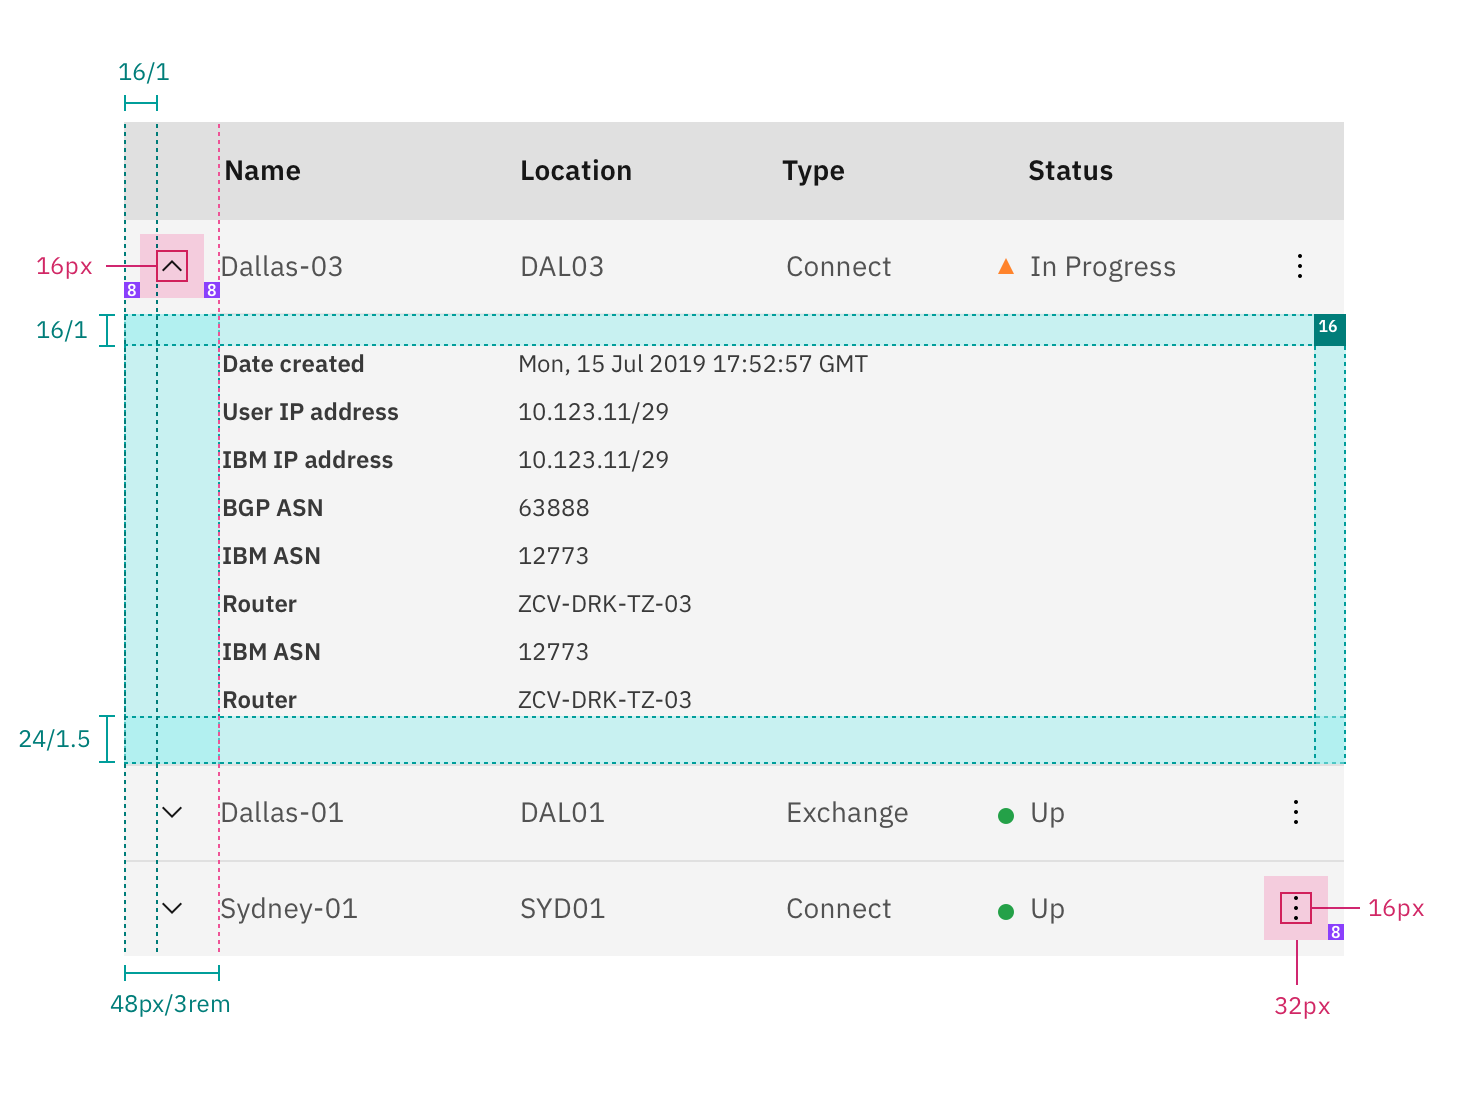 16/1
Name Location Type Status
16px Dallas-03 DAL03 Connect In Progress
8 8
16/1 16
Date created Mon, 15 Jul 2019 17:52:57 GMT
User IP address 10.123.11/29
IBM IP address 10.123.11/29
BGP ASN 63888
IBM ASN 12773
Router ZCV-DRK-TZ-03
IBM ASN 12773
Router ZCV-DRK-TZ-03
24/1.5
Dallas-01 DAL01 Exchange Up
Sydney-01 SYD01 Connect Up 16px
8
48px/3rem 32px